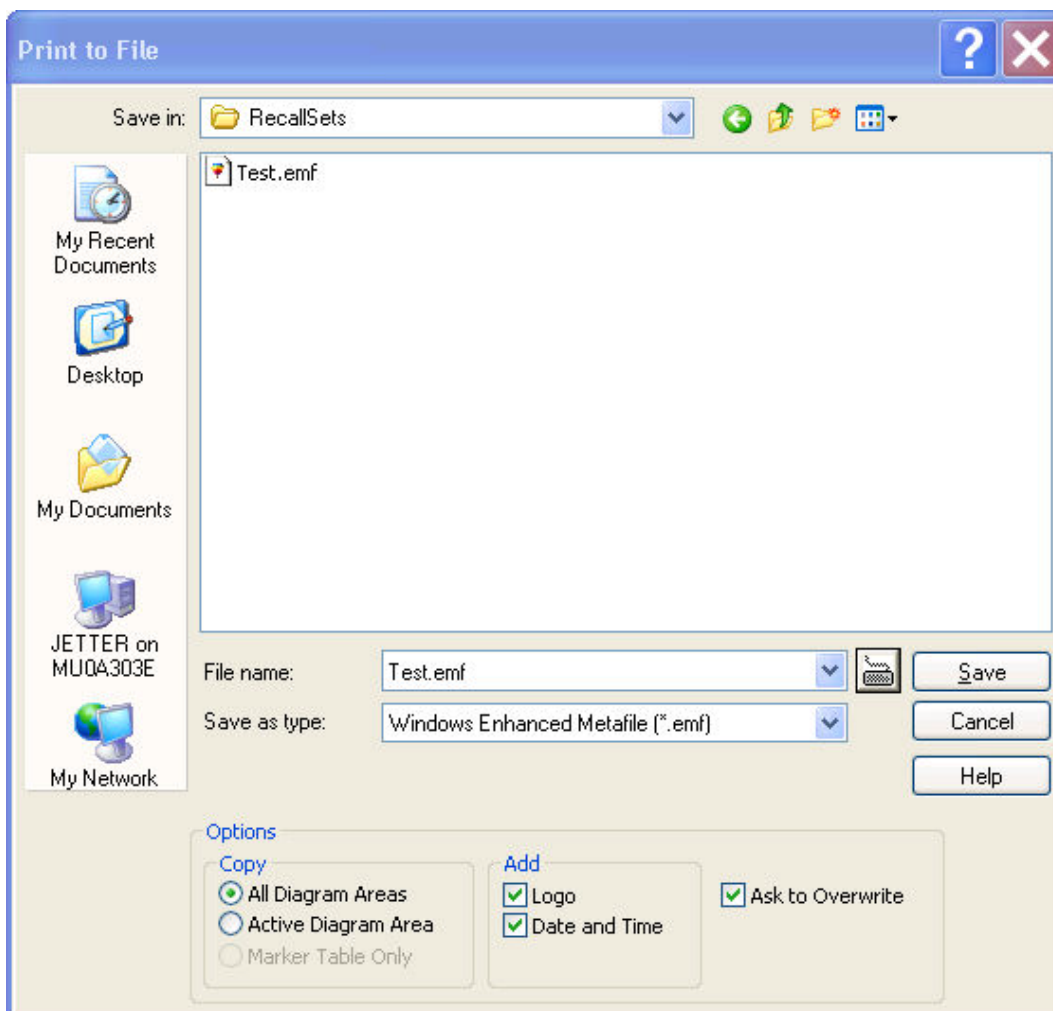 Print to File
Save in:
RecallSets
Test.emf
My Recent
Documents
Desktop
My Documents
JETTER on
MU0A303E
My Network
File name:
Test.emf
Save
Save as type:
Windows Enhanced Metafile (*.emf)
Cancel
Help
Options
Copy
All Diagram Areas
Active Diagram Area
Marker Table Only
Add
Logo
Date and Time
Ask to Overwrite